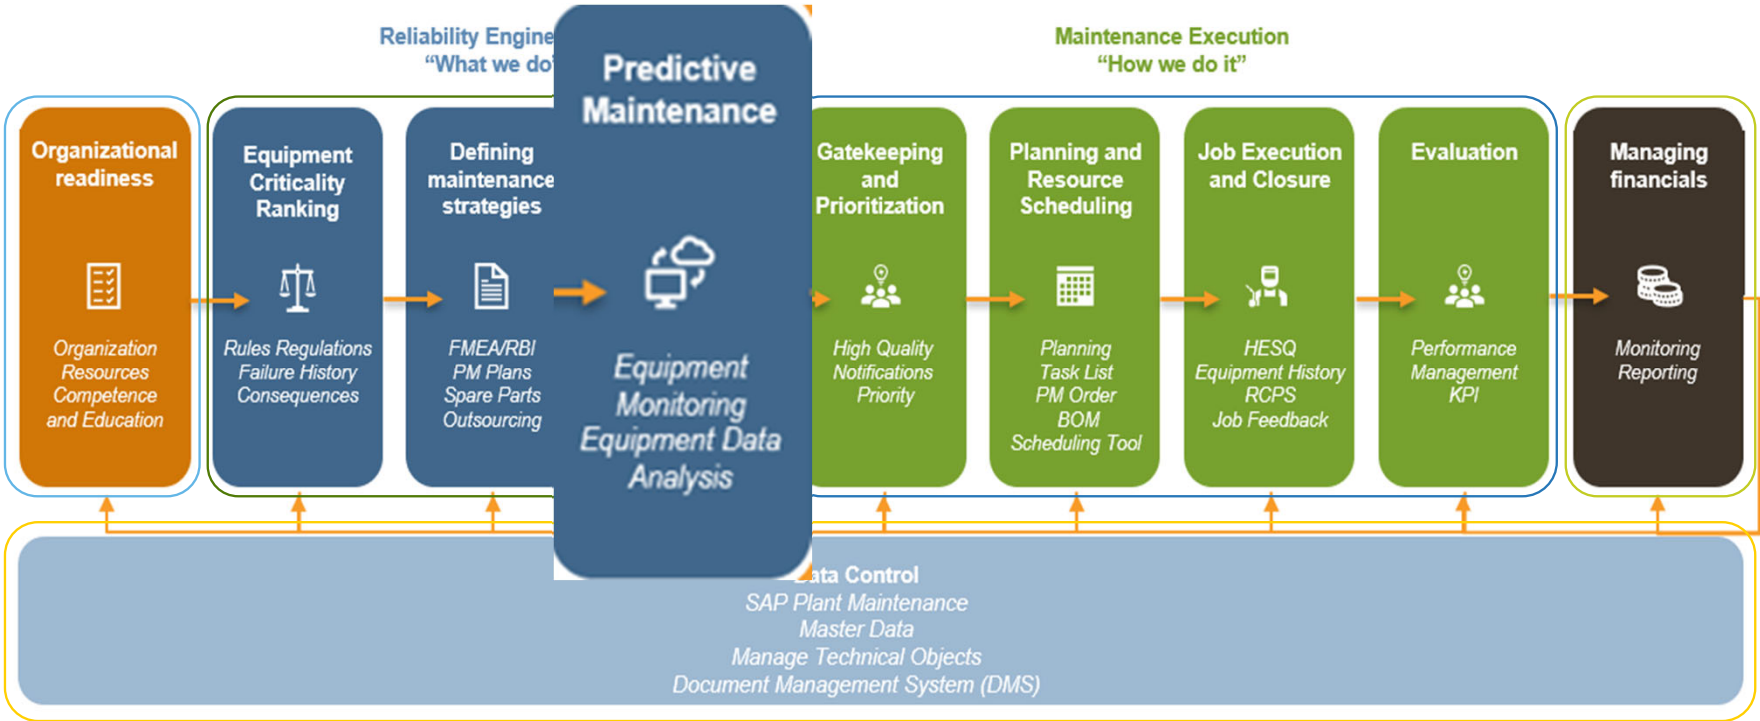 Reliability Engine
“What we do”
Maintenance Execution
“How we do it”
Organizational
readiness
Organization
Resources
Competence
and Education
Equipment
Criticality
Ranking
Rules Regulations
Failure History
Consequences
Defining
maintenance
strategies
FMEA/RBI
PM Plans
Spare Parts
Outsourcing
Predictive
Maintenance
Equipment
Monitoring
Equipment Data
Analysis
Gatekeeping
and
Prioritization
High Quality
Notifications
Priority
Planning and
Resource
Scheduling
Planning
Task List
PM Order
BOM
Scheduling Tool
Job Execution
and Closure
HESQ
Equipment History
RCPS
Job Feedback
Evaluation
Performance
Management
KPI
Managing
financials
Monitoring
Reporting
Data Control
SAP Plant Maintenance
Master Data
Manage Technical Objects
Document Management System (DMS)